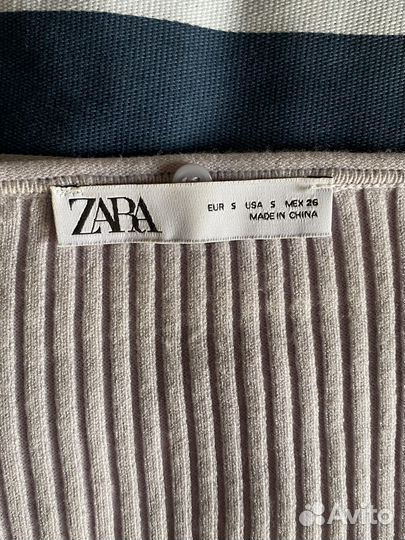 ZARA
EUR S USA S MEX 26
MADE IN CHINA
Avito